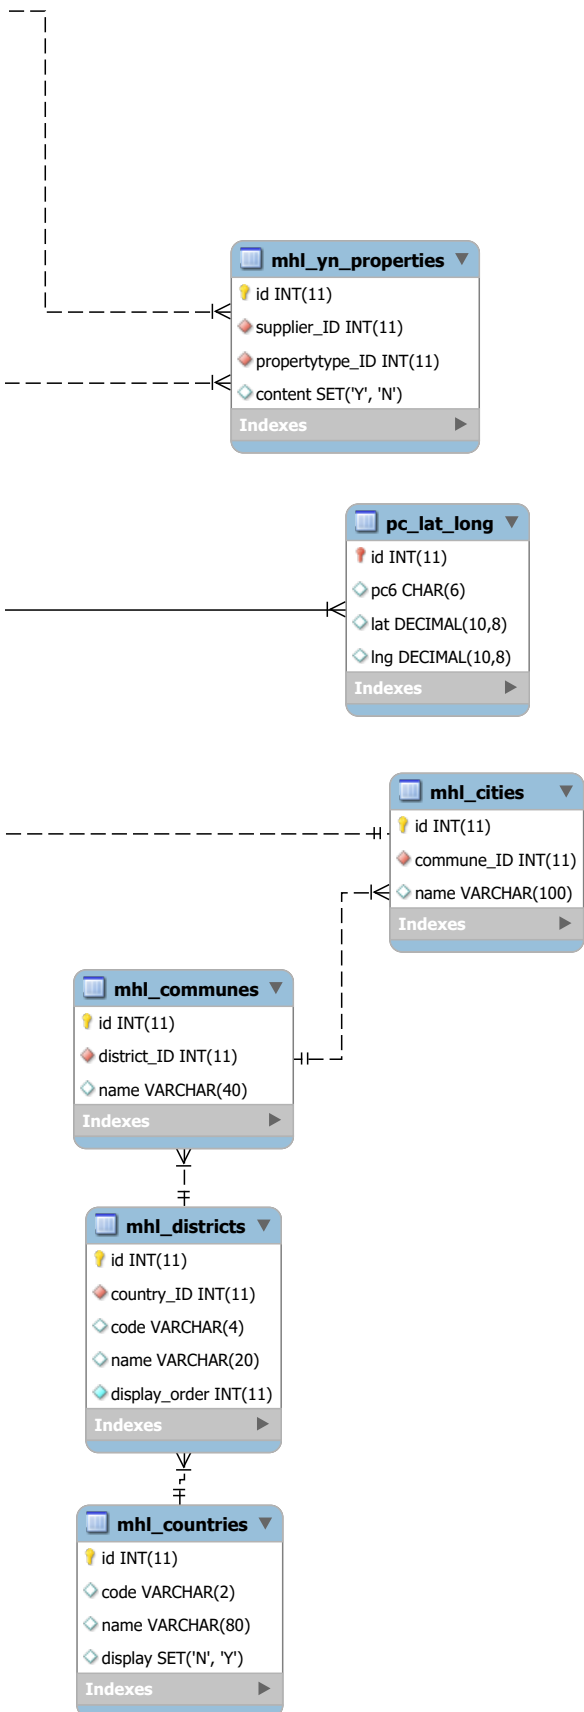 mhl_yn_properties
id INT(11)
supplier_ID INT(11)
propertytype_ID INT(11)
content SET('Y', 'N')
Indexes
pc_lat_long
id INT(11)
pc6 CHAR(6)
lat DECIMAL(10,8)
lng DECIMAL(10,8)
Indexes
mhl_cities
id INT(11)
commune_ID INT(11)
name VARCHAR(100)
Indexes
mhl_communes
id INT(11)
district_ID INT(11)
name VARCHAR(40)
Indexes
mhl_districts
id INT(11)
country_ID INT(11)
code VARCHAR(4)
name VARCHAR(20)
display_order INT(11)
Indexes
mhl_countries
id INT(11)
code VARCHAR(2)
name VARCHAR(80)
display SET('N', 'Y')
Indexes